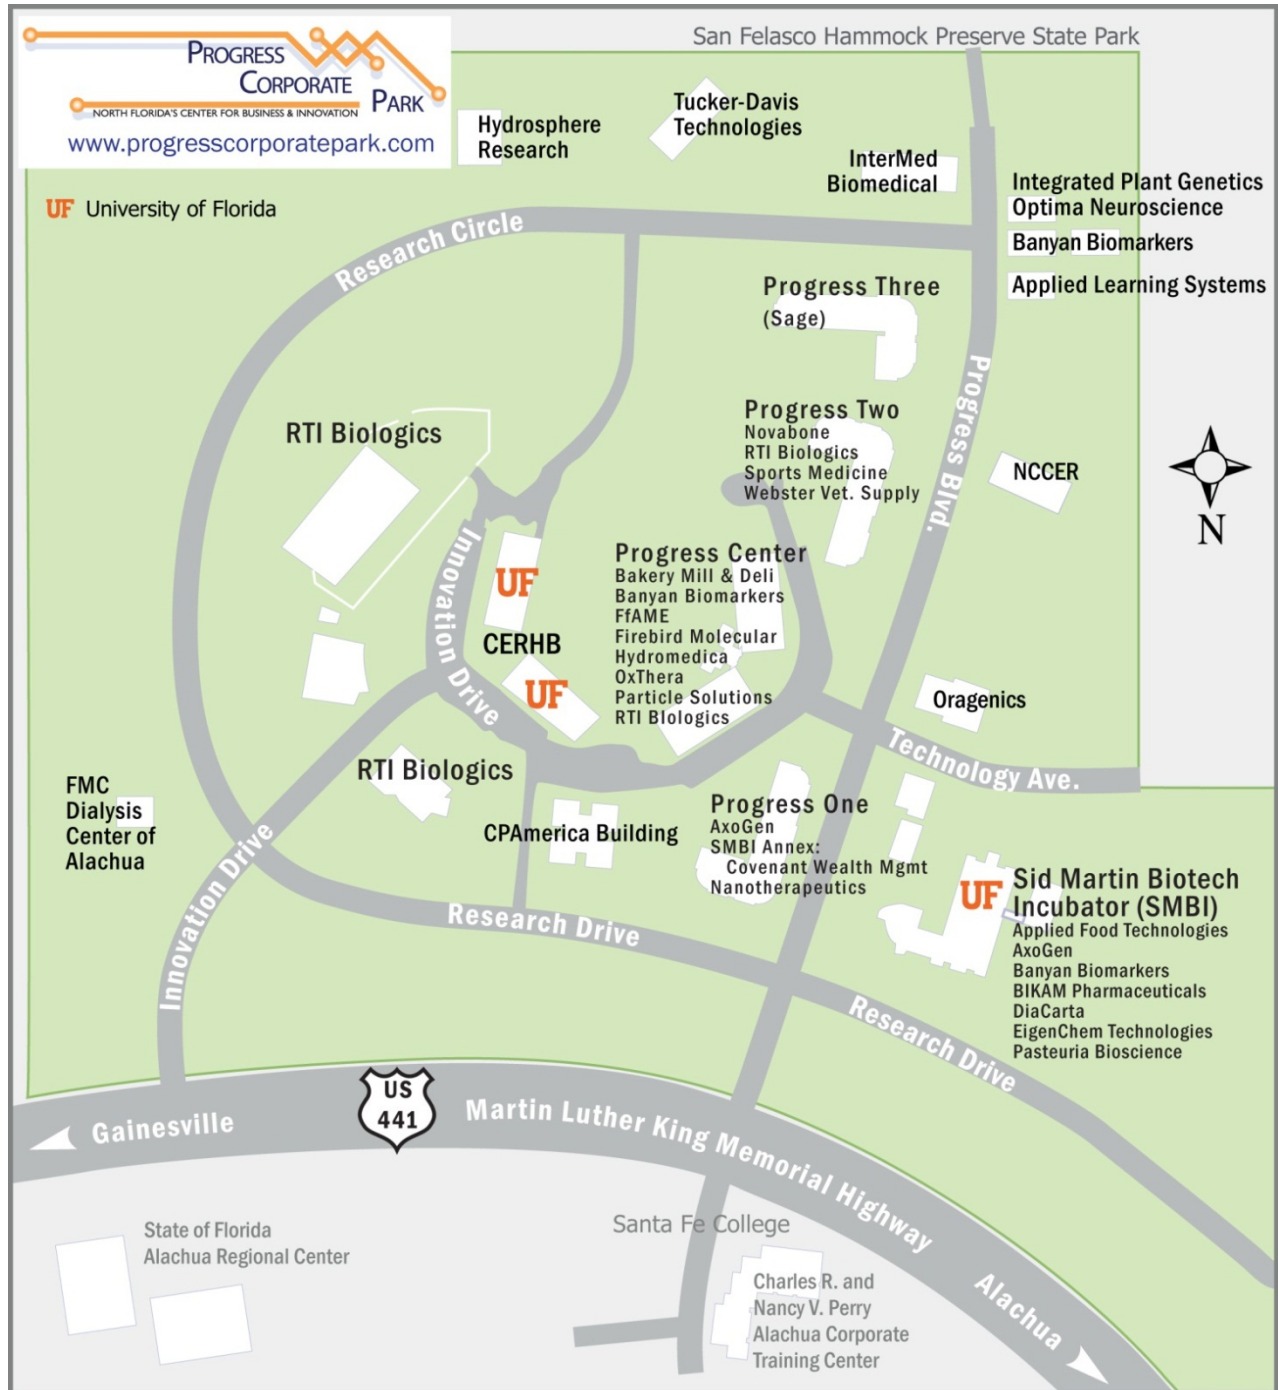 San Felasco Hammock Preserve State Park
PROGRESS
CORPORATE
PARK
NORTH FLORIDA'S CENTER FOR BUSINESS & INNOVATION
www.progresscorporatepark.com
UF University of Florida
Hydrosphere
Research
Tucker-Davis
Technologies
InterMed
Biomedical
Integrated Plant Genetics
Optima Neuroscience
Banyan Biomarkers
Applied Learning Systems
Research Circle
Progress Three
(Sage)
Progress Blvd.
RTI Biologics
Progress Two
Novabone
RTI Biologics
Sports Medicine
Webster Vet. Supply
NCCER
N
Innovation Drive
UF
CERHB
UF
Progress Center
Bakery Mill & Deli
Banyan Biomarkers
FfAME
Firebird Molecular
Hydromedica
OxThera
Particle Solutions
RTI BIologics
Oragenics
Technology Ave.
RTI Biologics
FMC
Dialysis
Center of
Alachua
CPAmerica Building
Progress One
AxoGen
SMBI Annex:
Covenant Wealth Mgmt
Nanotherapeutics
Innovation Drive
Research Drive
UF
Sid Martin Biotech
Incubator (SMBI)
Applied Food Technologies
AxoGen
Banyan Biomarkers
BIKAM Pharmaceuticals
DiaCarta
EigenChem Technologies
Pasteuria Bioscience
Research Drive
Gainesville
US
441
Martin Luther King Memorial Highway
Alachua
State of Florida
Alachua Regional Center
Santa Fe College
Charles R. and
Nancy V. Perry
Alachua Corporate
Training Center